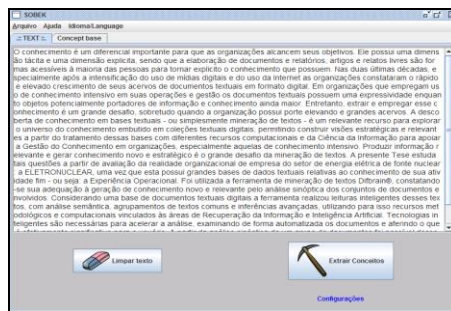 SOBEK
Arquivo Ajuda Idioma/Language
.:: TEXT ::. Concept base
O conhecimento é um diferencial importante para que as organizações alcancem seus objetivos. Ele possui uma dimens
ão tácita e uma dimensão explícita, sendo que a elaboração de documentos e relatórios, artigos e relatos livres são for
mas acessíveis à maioria das pessoas para tornar explícito o conhecimento que possuem. Nas duas últimas décadas, e
specialmente após a intensificação do uso de mídias digitais e do uso da Internet as organizações constataram o rápido
e elevado crescimento de seus acervos de documentos textuais em formato digital. Em organizações que empregam us
o de conhecimento intensivo em suas operações e gestão os documentos textuais possuem uma expressividade enquan
to objetos potencialmente portadores de informação e conhecimento ainda maior. Entretanto, extrair e empregar esse c
onhecimento é um grande desafio, sobretudo quando a organização possui porte elevando e grandes acervos. A desco
berta de conhecimento em bases textuais - ou simplesmente mineração de textos - é um relevante recurso para explorar
o universo do conhecimento embutido em coleções textuais digitais, permitindo construir visões estratégicas e relevant
es a partir do tratamento dessas bases com diferentes recursos computacionais e da Ciência da Informação para apoiar
a Gestão do Conhecimento em organizações, especialmente aquelas de conhecimento intensivo. Produzir informação r
elevante e gerar conhecimento novo e estratégico é o grande desafio da mineração de textos. A presente Tese estuda
tais questões a partir de avaliação da realidade organizacional de empresa do setor de energia elétrica de fonte nuclear
a ELETRONUCLEAR, uma vez que esta possui grandes bases de dados textuais relativas ao conhecimento de sua ativ
idade fim - ou seja: a Experiência Operacional. Foi utilizada a ferramenta de mineração de textos Difbrain®, constatando
-se sua adequação à geração de conhecimento novo e relevante pelo análise sinóptica dos conjuntos de documentos e
nvolvidos. Considerando uma base de documentos textuais digitais a ferramenta realizou leituras inteligentes desses tex
tos, com análise semântica, agrupamentos de textos comuns e inferências avançadas, utilizando para isso recursos met
odológicos e computacionais vinculados às áreas de Recuperação da Informação e Inteligência Artificial. Tecnologias in
teligentes são necessárias para acelerar a análise, examinando de forma automatizada os documentos e aferindo o que
Limpar texto
Extrair Conceitos
Configurações